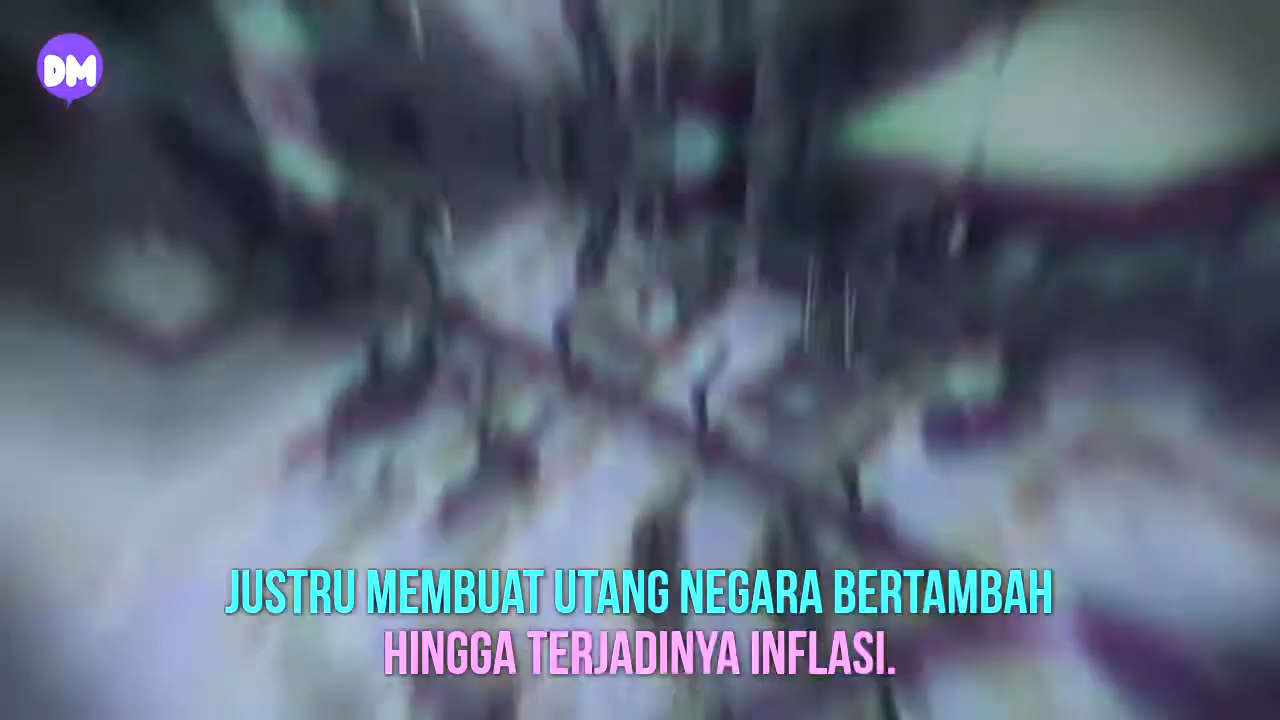 DM
JUSTRU MEMBUAT UTANG NEGARA BERTAMBAH
HINGGA TERJADINYA INFLASI.